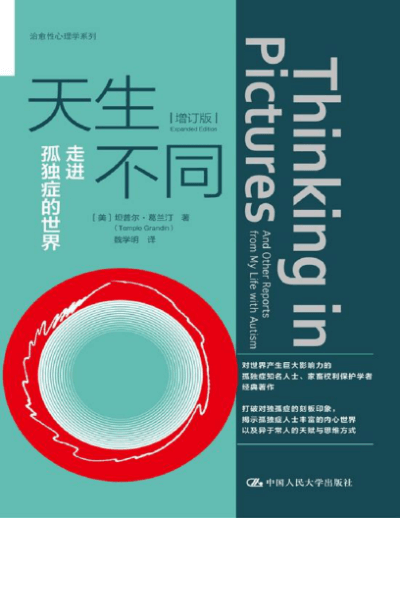 治愈性心理学系列
天生
[增订版]
Expanded Edition
不同
走进
孤独症的世界
[美] 坦普尔·葛兰汀 著
(Temple Grandin)
魏学明 译
Thinking in
Pictures
And Other Reports
from My Life with Autism
对世界产生巨大影响力的
孤独症知名人士、家畜权利保护学者
经典著作
打破对孤独症的刻板印象，
揭示孤独症人士丰富的内心世界
以及异于常人的天赋与思维方式
中国人民大学出版社